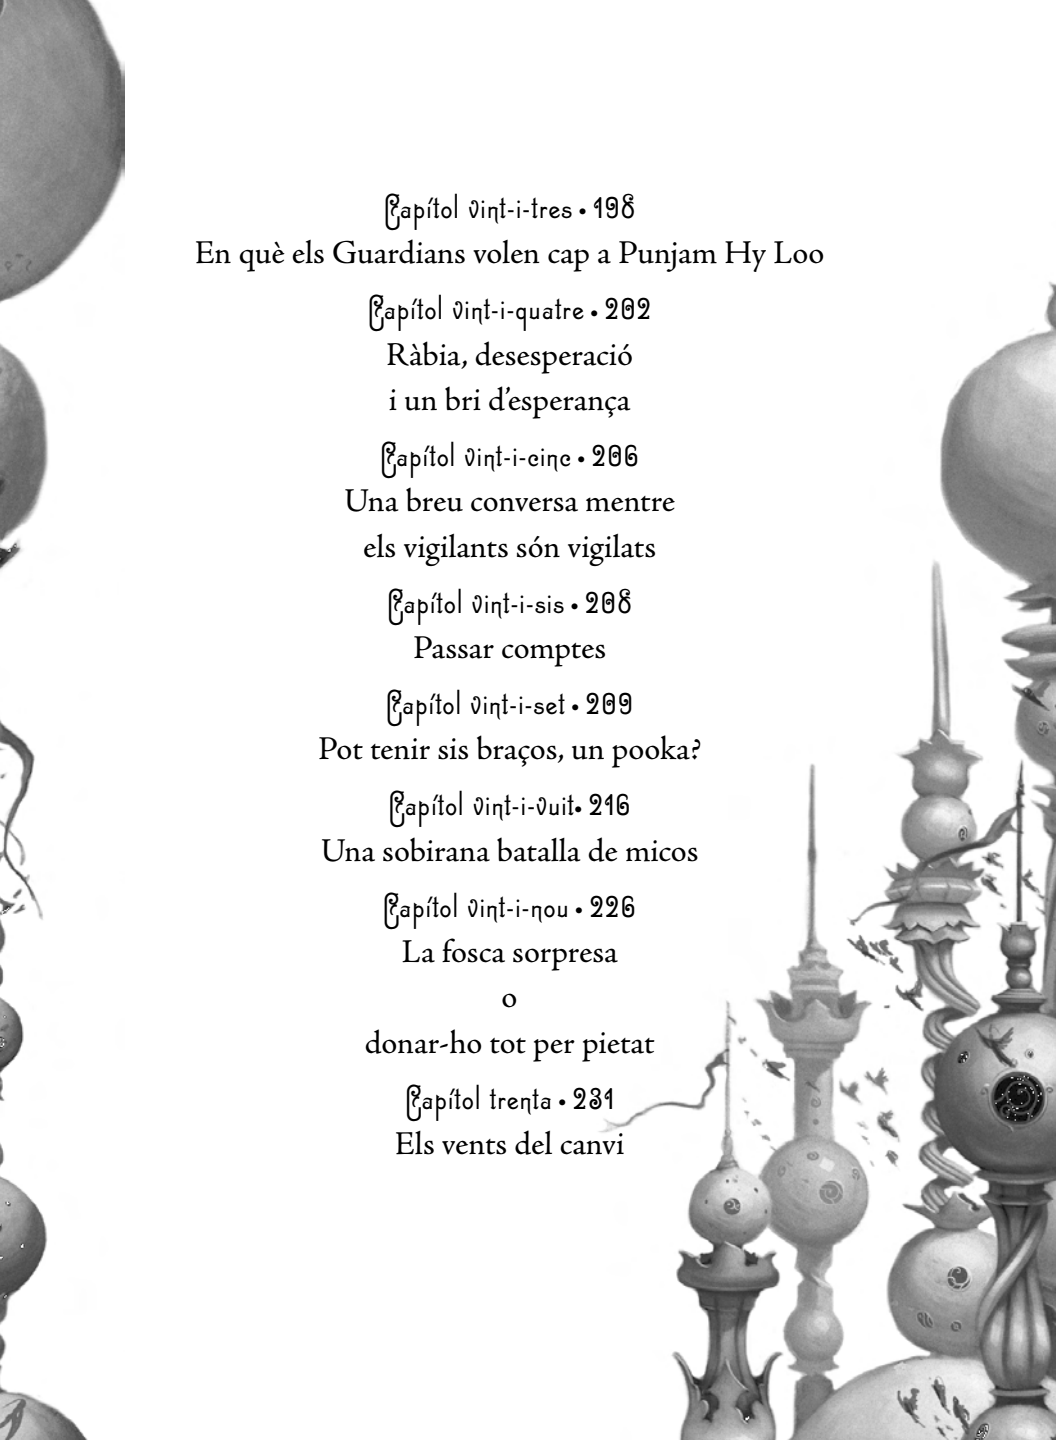 Capítol vint-i-tres • 198
En què els Guardians volen cap a Punjam Hy Loo
Capítol vint-i-quatre • 202
Ràbia, desesperació
i un bri d’esperança
Capítol vint-i-cinc • 206
Una breu conversa mentre
els vigilants són vigilats
Capítol vint-i-sis • 208
Passar comptes
Capítol vint-i-set • 209
Pot tenir sis braços, un pooka?
Capítol vint-i-vuit• 216
Una sobirana batalla de micos
Capítol vint-i-nou • 226
La fosca sorpresa
o
donar-ho tot per pietat
Capítol trenta • 231
Els vents del canvi